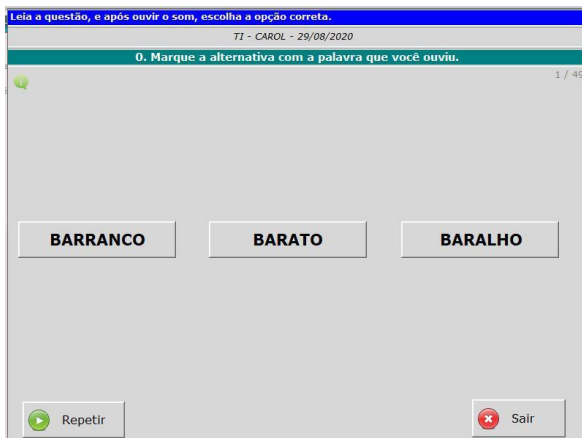 Leia a questão, e após ouvir o som, escolha a opção correta.
TI - CAROL - 29/08/2020
0. Marque a alternativa com a palavra que você ouviu.
1 / 49
BARRANCO BARATO BARALHO
Repetir Sair